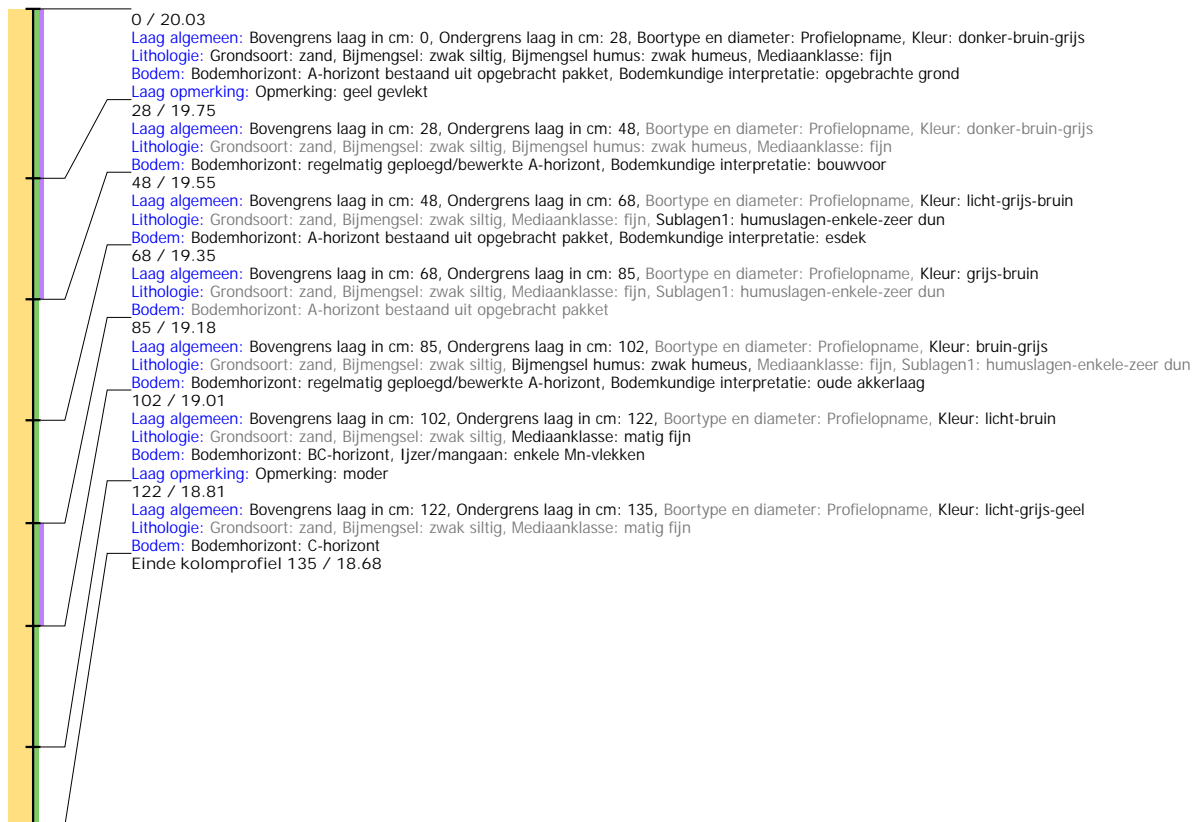 0 / 20.03
Laag algemeen: Bovengrens laag in cm: 0, Ondergrens laag in cm: 28, Boortype en diameter: Profielopname, Kleur: donker-bruin-grijs
Lithologie: Grondsoort: zand, Bijmengsel: zwak siltig, Bijmengsel humus: zwak humeus, Mediaanklasse: fijn
Bodem: Bodemhorizont: A-horizont bestaand uit opgebracht pakket, Bodemkundige interpretatie: opgebrachte grond
Laag opmerking: Opmerking: geel gevlekt
28 / 19.75
Laag algemeen: Bovengrens laag in cm: 28, Ondergrens laag in cm: 48, Boortype en diameter: Profielopname, Kleur: donker-bruin-grijs
Lithologie: Grondsoort: zand, Bijmengsel: zwak siltig, Bijmengsel humus: zwak humeus, Mediaanklasse: fijn
Bodem: Bodemhorizont: regelmatig geploegd/bewerkte A-horizont, Bodemkundige interpretatie: bouwvoor
48 / 19.55
Laag algemeen: Bovengrens laag in cm: 48, Ondergrens laag in cm: 68, Boortype en diameter: Profielopname, Kleur: licht-grijs-bruin
Lithologie: Grondsoort: zand, Bijmengsel: zwak siltig, Mediaanklasse: fijn, Sublagen1: humuslagen-enkele-zeer dun
Bodem: Bodemhorizont: A-horizont bestaand uit opgebracht pakket, Bodemkundige interpretatie: esdek
68 / 19.35
Laag algemeen: Bovengrens laag in cm: 68, Ondergrens laag in cm: 85, Boortype en diameter: Profielopname, Kleur: grijs-bruin
Lithologie: Grondsoort: zand, Bijmengsel: zwak siltig, Mediaanklasse: fijn, Sublagen1: humuslagen-enkele-zeer dun
Bodem: Bodemhorizont: A-horizont bestaand uit opgebracht pakket
85 / 19.18
Laag algemeen: Bovengrens laag in cm: 85, Ondergrens laag in cm: 102, Boortype en diameter: Profielopname, Kleur: bruin-grijs
Lithologie: Grondsoort: zand, Bijmengsel: zwak siltig, Bijmengsel humus: zwak humeus, Mediaanklasse: fijn, Sublagen1: humuslagen-enkele-zeer dun
Bodem: Bodemhorizont: regelmatig geploegd/bewerkte A-horizont, Bodemkundige interpretatie: oude akkerlaag
102 / 19.01
Laag algemeen: Bovengrens laag in cm: 102, Ondergrens laag in cm: 122, Boortype en diameter: Profielopname, Kleur: licht-bruin
Lithologie: Grondsoort: zand, Bijmengsel: zwak siltig, Mediaanklasse: matig fijn
Bodem: Bodemhorizont: BC-horizont, Ijzer/mangaan: enkele Mn-vlekken
Laag opmerking: Opmerking: moder
122 / 18.81
Laag algemeen: Bovengrens laag in cm: 122, Ondergrens laag in cm: 135, Boortype en diameter: Profielopname, Kleur: licht-grijs-geel
Lithologie: Grondsoort: zand, Bijmengsel: zwak siltig, Mediaanklasse: matig fijn
Bodem: Bodemhorizont: C-horizont
Einde kolomprofiel 135 / 18.68